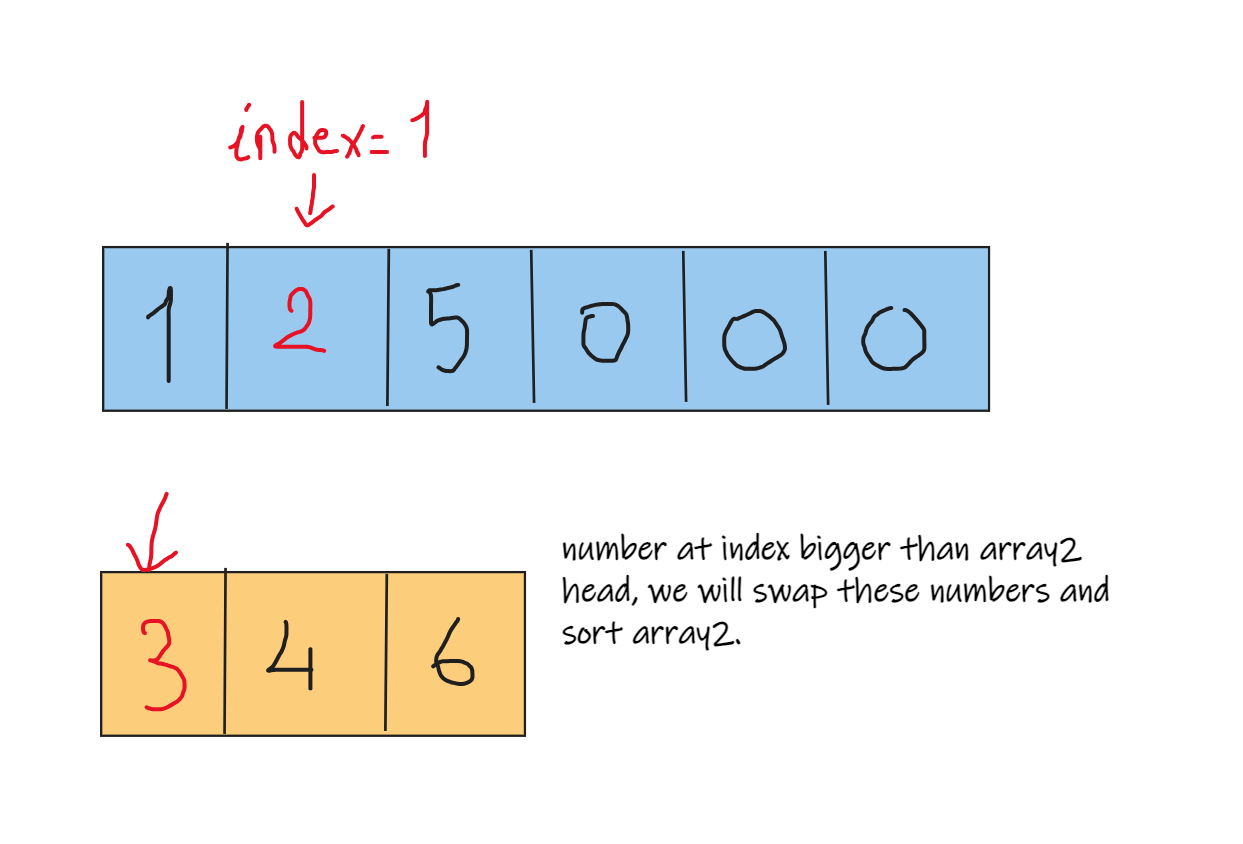 index= 1
1 2 5 0 0 0
3 4 6
number at index bigger than array2
head, we will swap these numbers and
sort array2.